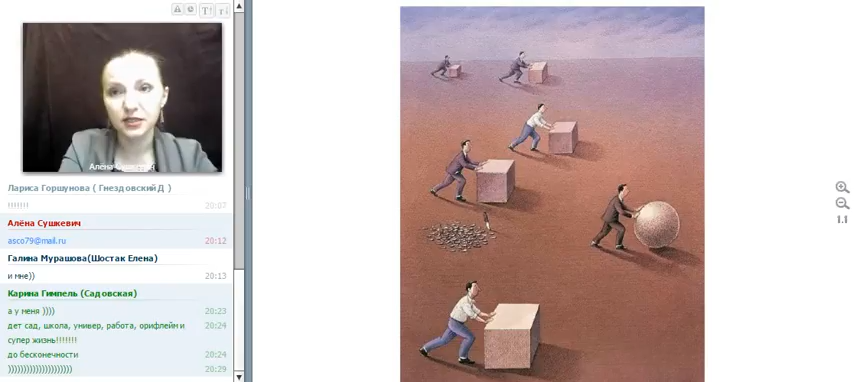 Алёна Сушкевич
Лариса Горшунова ( Гнездовский Д )
!!!!!!! 20:07
Алёна Сушкевич
asco79@mail.ru 20:12
Галина Мурашова(Шостак Елена)
и мне)) 20:13
Карина Гимпель (Садовская)
а у меня )))) 20:23
дет сад, школа, универ, работа, орифлейм и 20:24
супер жизнь!!!!!!!
до бесконечности 20:24
))))))))))))))))))))) 20:29
1.1